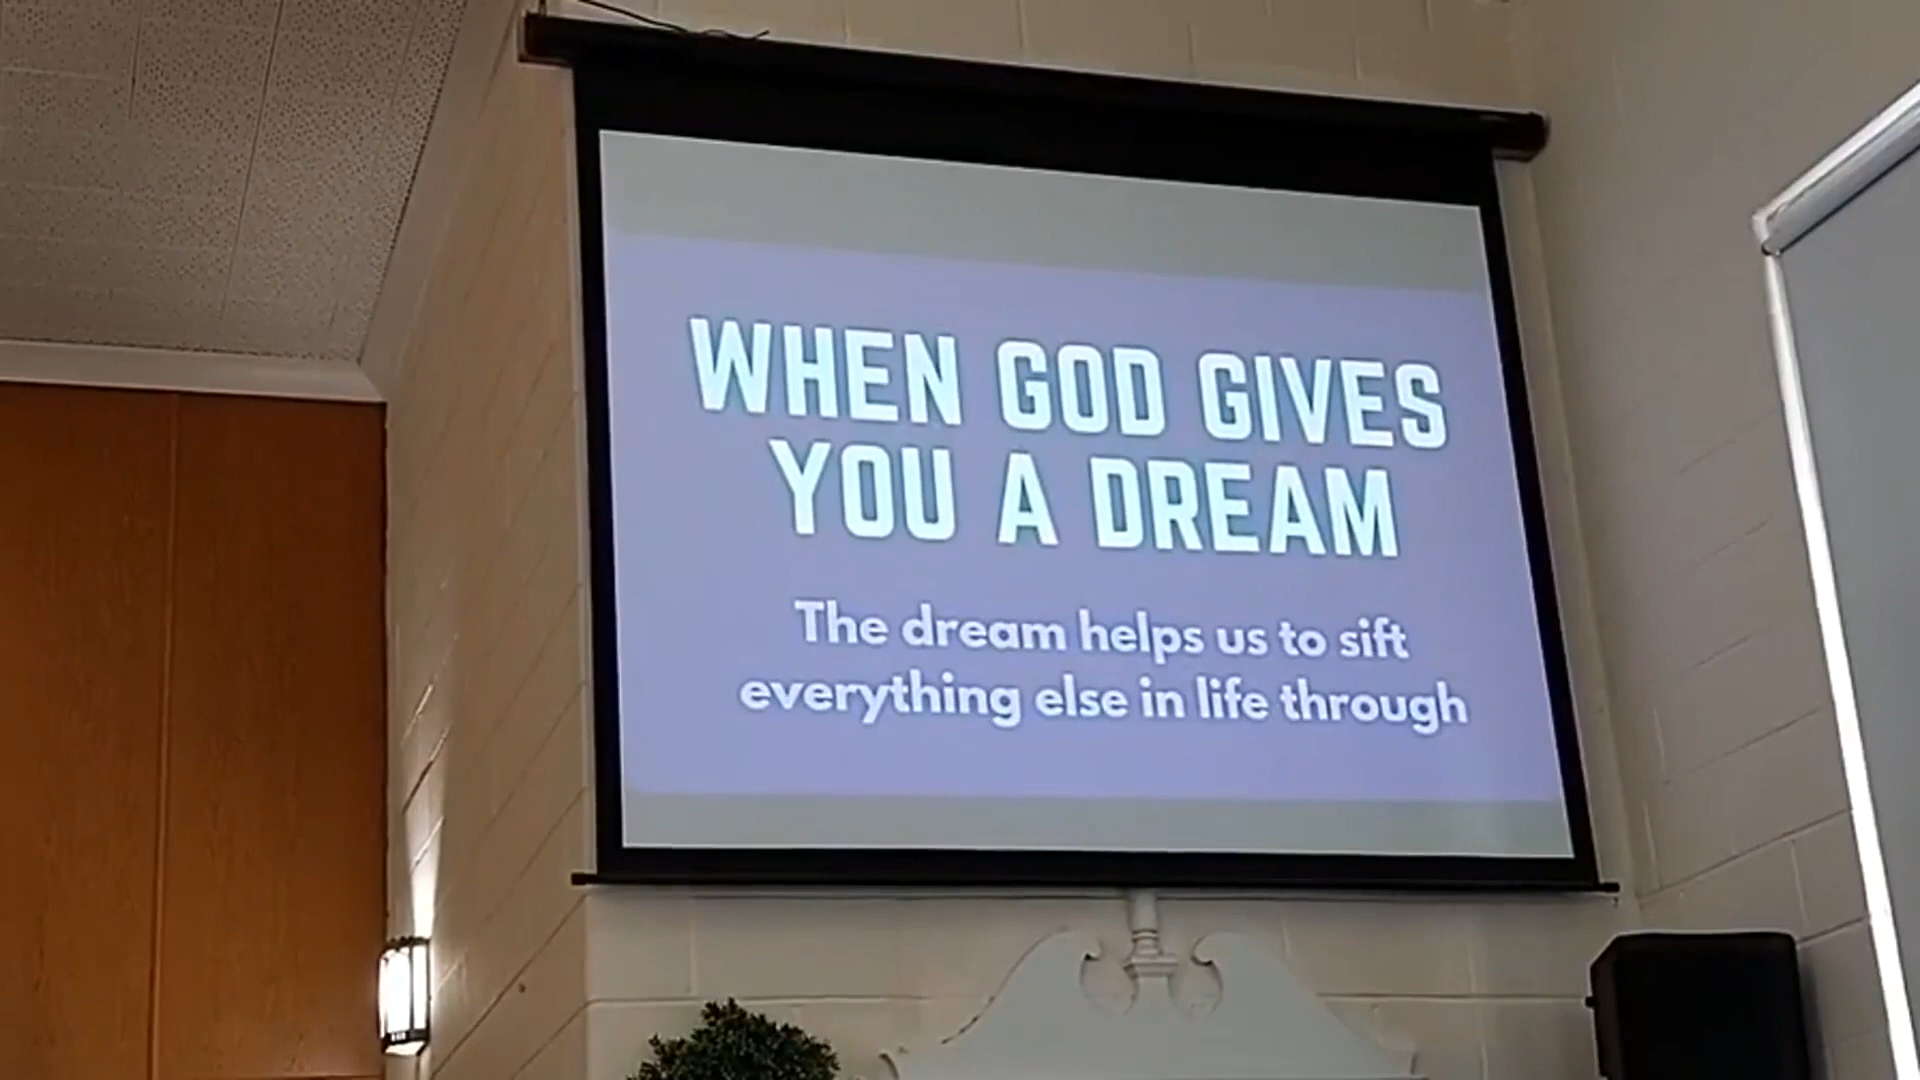 WHEN GOD GIVES
YOU A DREAM
The dream helps us to sift
everything else in life through